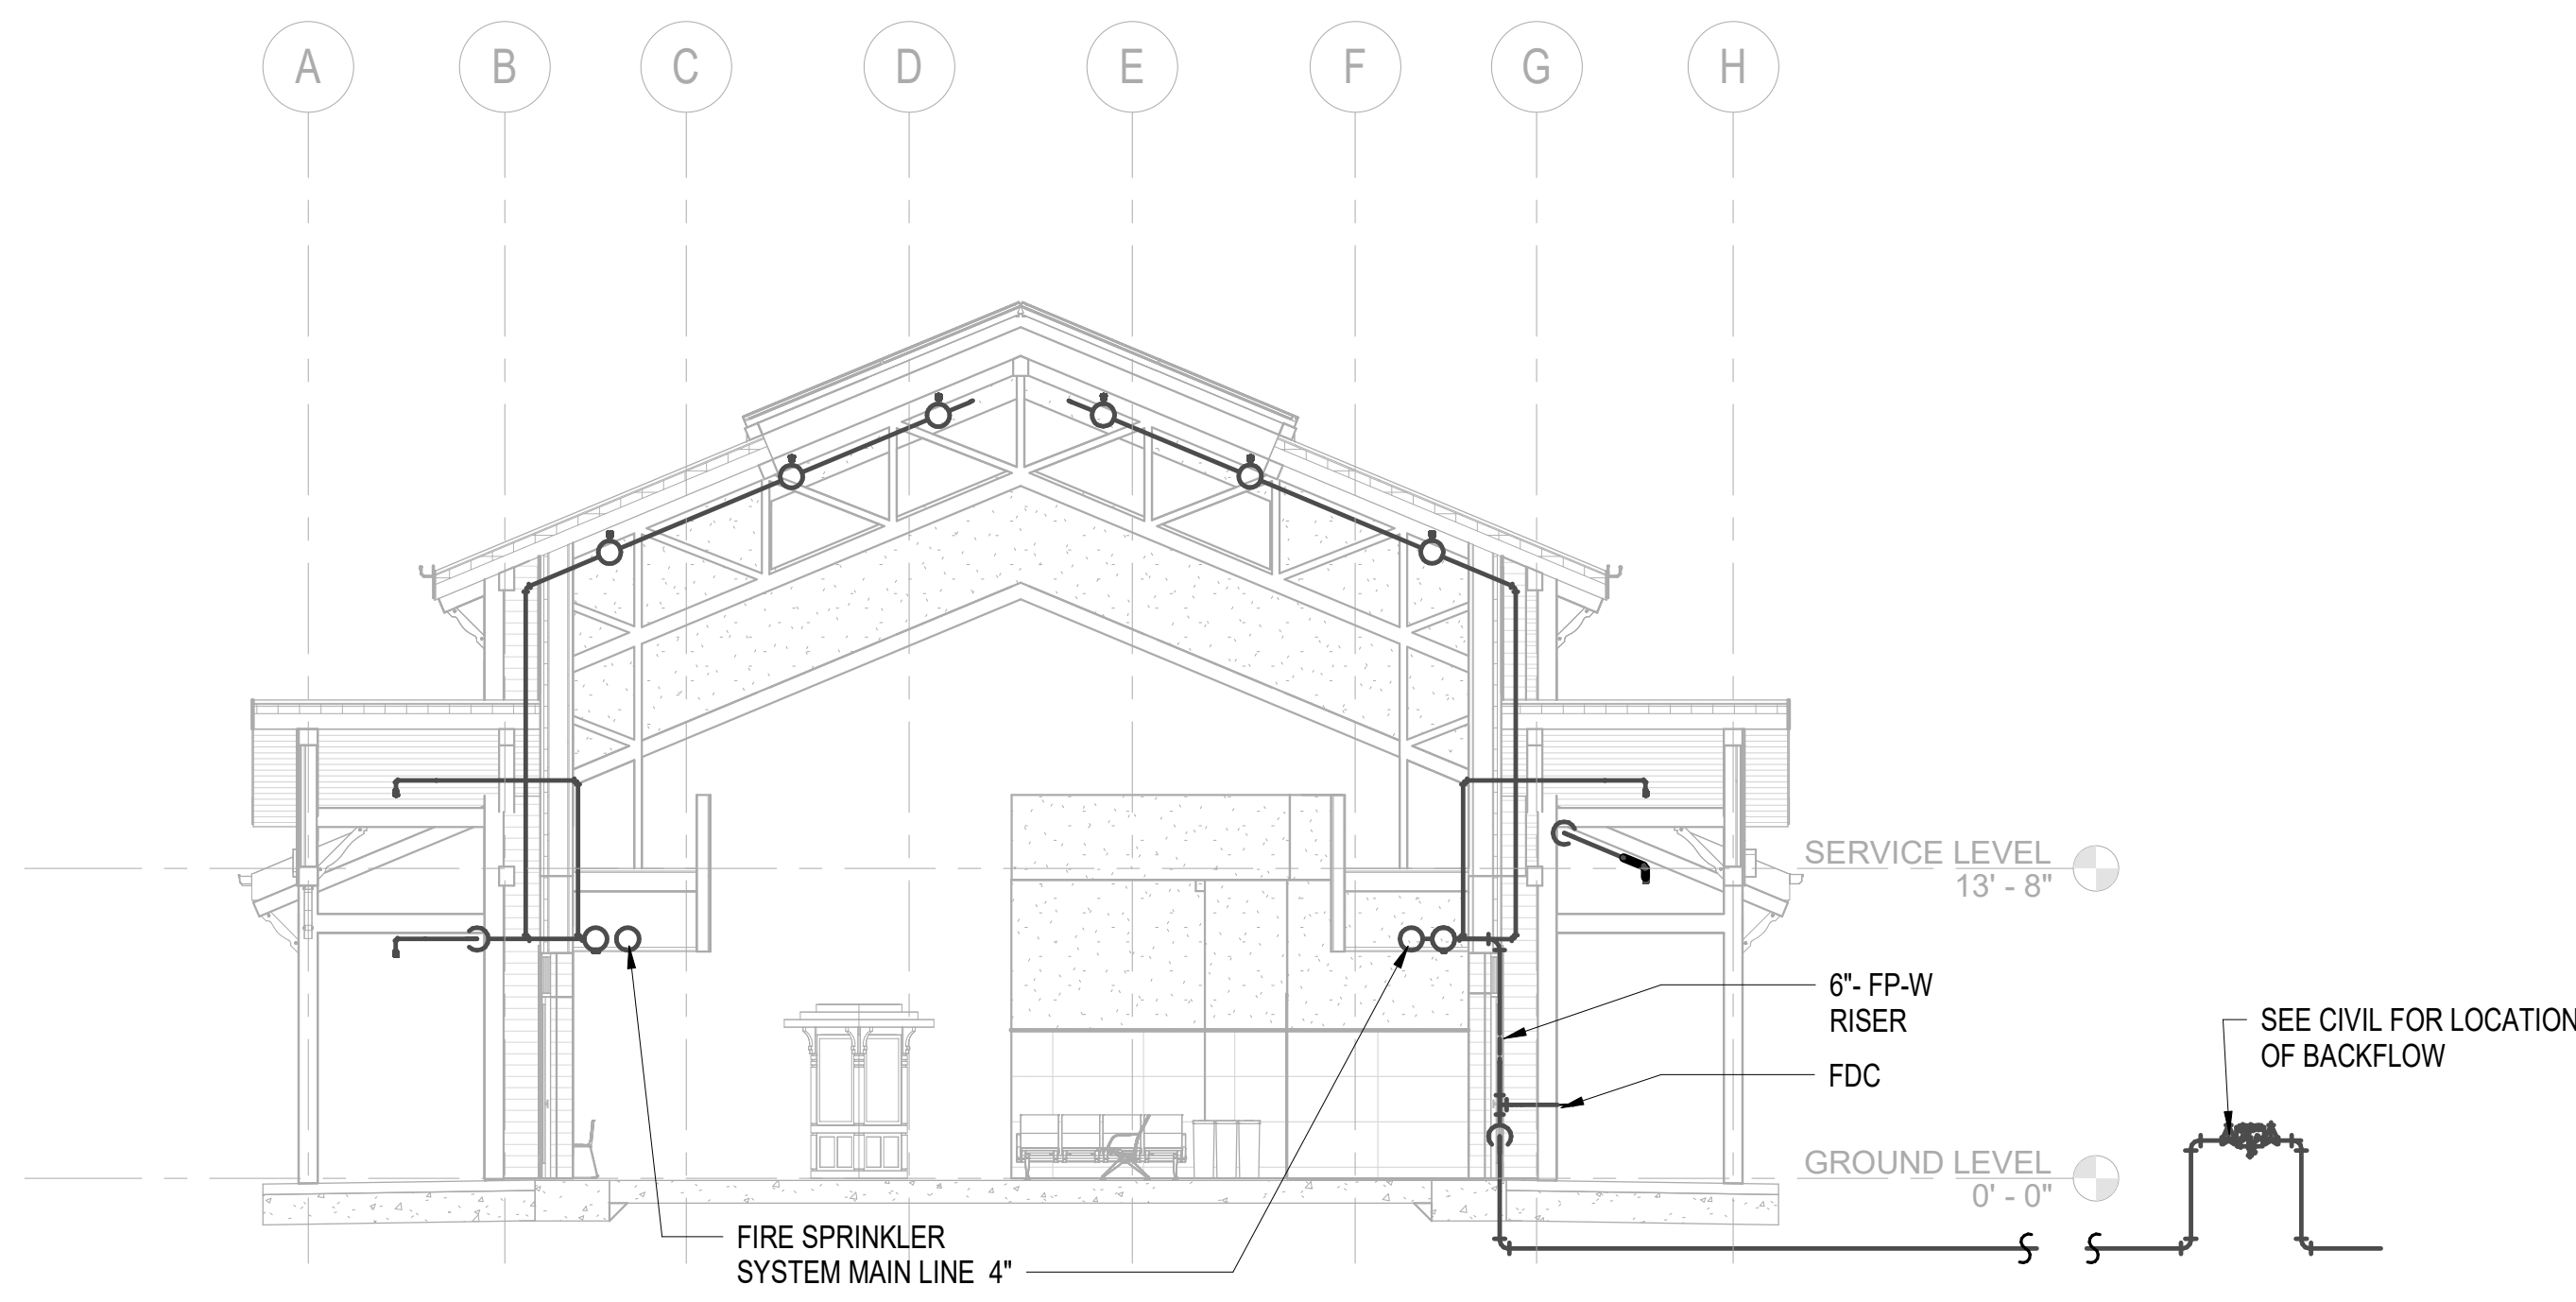 A B C D E F G H
SERVICE LEVEL
13' - 8"
6"- FP-W
RISER
FDC
SEE CIVIL FOR LOCATION
OF BACKFLOW
GROUND LEVEL
0' - 0"
FIRE SPRINKLER
SYSTEM MAIN LINE 4"